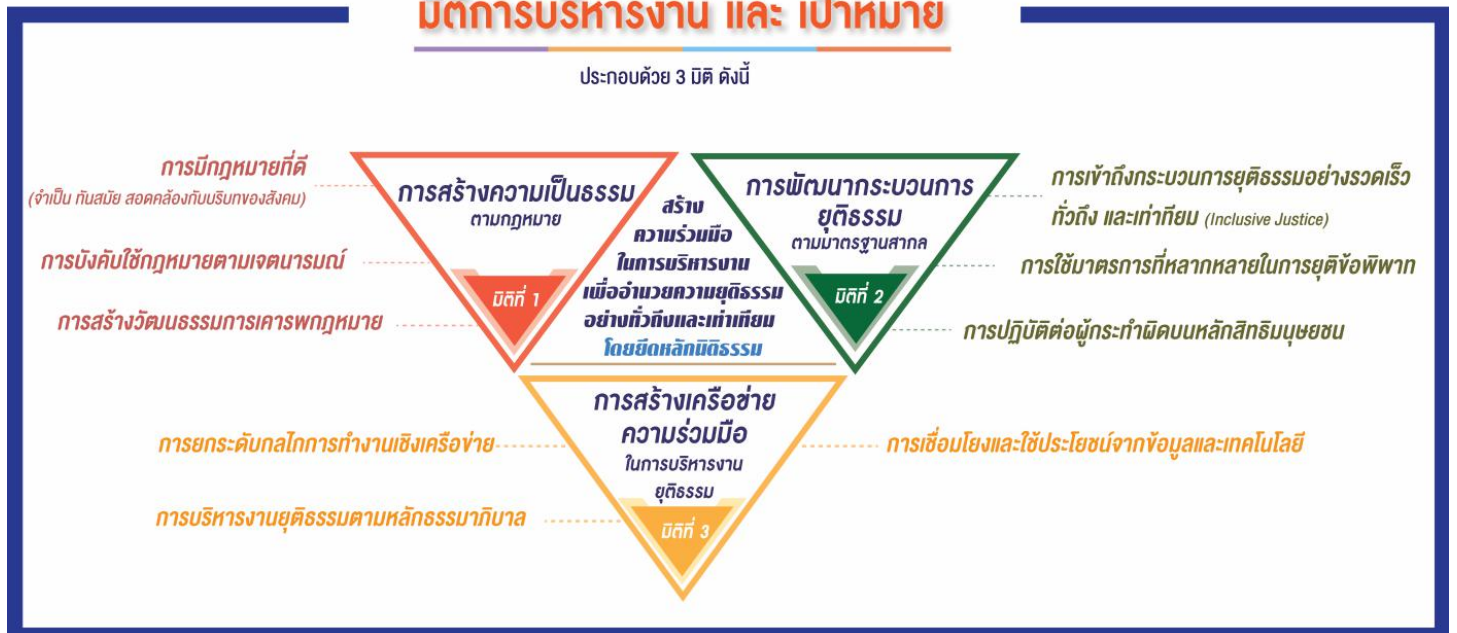 มิติการบริหารงาน และ เป้าหมาย
ประกอบด้วย 3 มิติ ดังนี้
การมีกฎหมายที่ดี
(จำเป็น ทันสมัย สอดคล้องกับบริบทของสังคม)
การบังคับใช้กฎหมายตามเจตนารมณ์
การสร้างวัฒนธรรมการเคารพกฎหมาย
การสร้างความเป็นธรรม
ตามกฎหมาย
มิติที่ 1
สร้าง
ความร่วมมือ
ในการบริหารงาน
เพื่ออำนวยความยุติธรรม
อย่างทั่วถึงและเท่าเทียม
โดยยึดหลักนิติธรรม
การพัฒนากระบวนการ
ยุติธรรม
ตามมาตรฐานสากล
มิติที่ 2
การเข้าถึงกระบวนการยุติธรรมอย่างรวดเร็ว
ทั่วถึง และเท่าทียม (Inclusive Justice)
การใช้มาตรการที่หลากหลายในการยุติข้อพิพาท
การปฏิบัติต่อผู้กระทำผิดบนหลักสิทธิมนุษยชน
การสร้างเครือข่าย
ความร่วมมือ
ในการบริหารงาน
ยุติธรรม
มิติที่ 3
การยกระดับกลไกการทำงานเชิงเครือข่าย
การบริหารงานยุติธรรมตามหลักธรรมาภิบาล
การเชื่อมโยงและใช้ประโยชน์จากข้อมูลและเทคโนโลยี